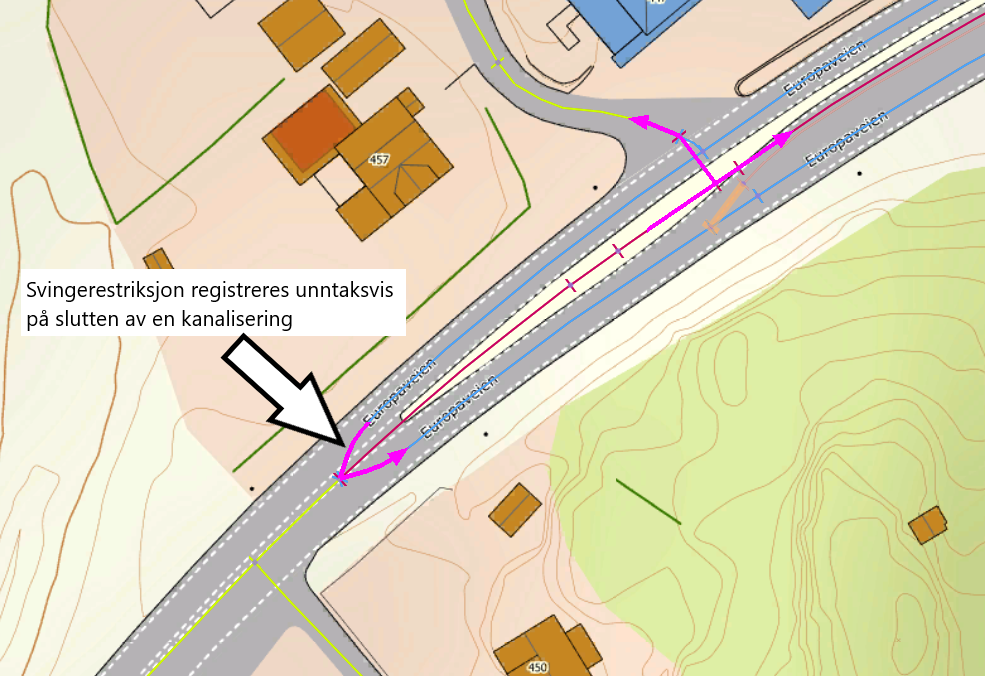 Europaveien
Europaveien
457
Svingerestriksjon registreres unntaksvis
på slutten av en kanalisering
Europaveien
Europaveien
450